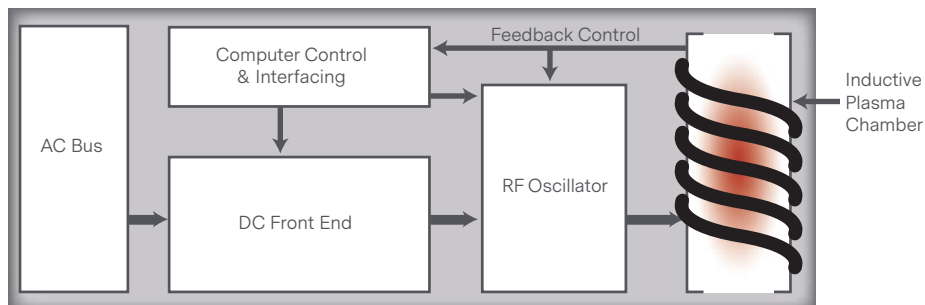 Computer Control
& Interfacing
Feedback Control
Inductive
Plasma
Chamber
AC Bus
RF Oscillator
DC Front End